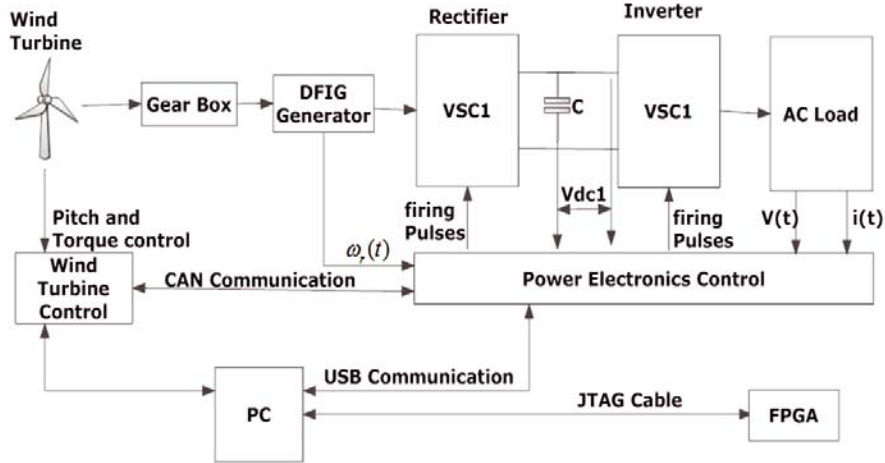 Wind
Turbine
Rectifier
Inverter
Gear Box
DFIG
Generator
VSC1
C
VSC1
AC Load
Vdc1
firing
Pulses
firing
Pulses
V(t)
i(t)
Pitch and
Torque control
ω_r(t)
Wind
Turbine
Control
CAN Communication
Power Electronics Control
USB Communication
PC
JTAG Cable
FPGA